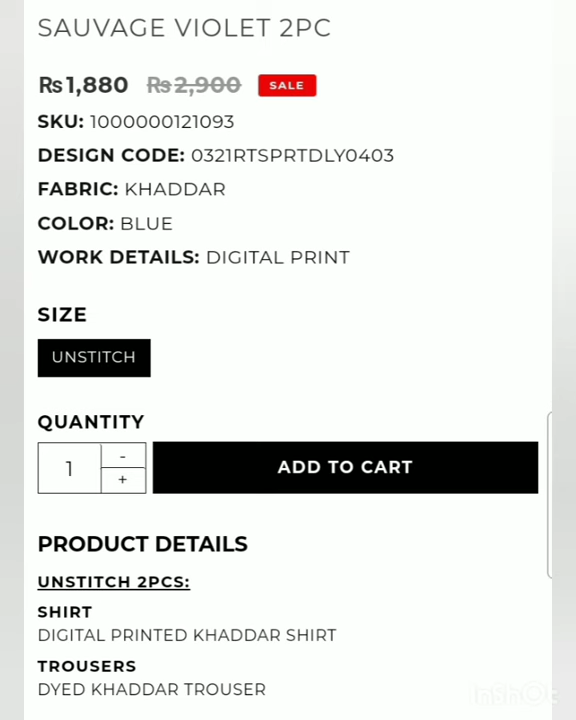 SAUVAGE VIOLET 2PC
₨1,880 ₨2,900 SALE
SKU: 1000000121093
DESIGN CODE: 0321RTSPRTDLY0403
FABRIC: KHADDAR
COLOR: BLUE
WORK DETAILS: DIGITAL PRINT
SIZE
UNSTITCH
QUANTITY
1 - + ADD TO CART
PRODUCT DETAILS
UNSTITCH 2PCS:
SHIRT
DIGITAL PRINTED KHADDAR SHIRT
TROUSERS
DYED KHADDAR TROUSER
InShOt